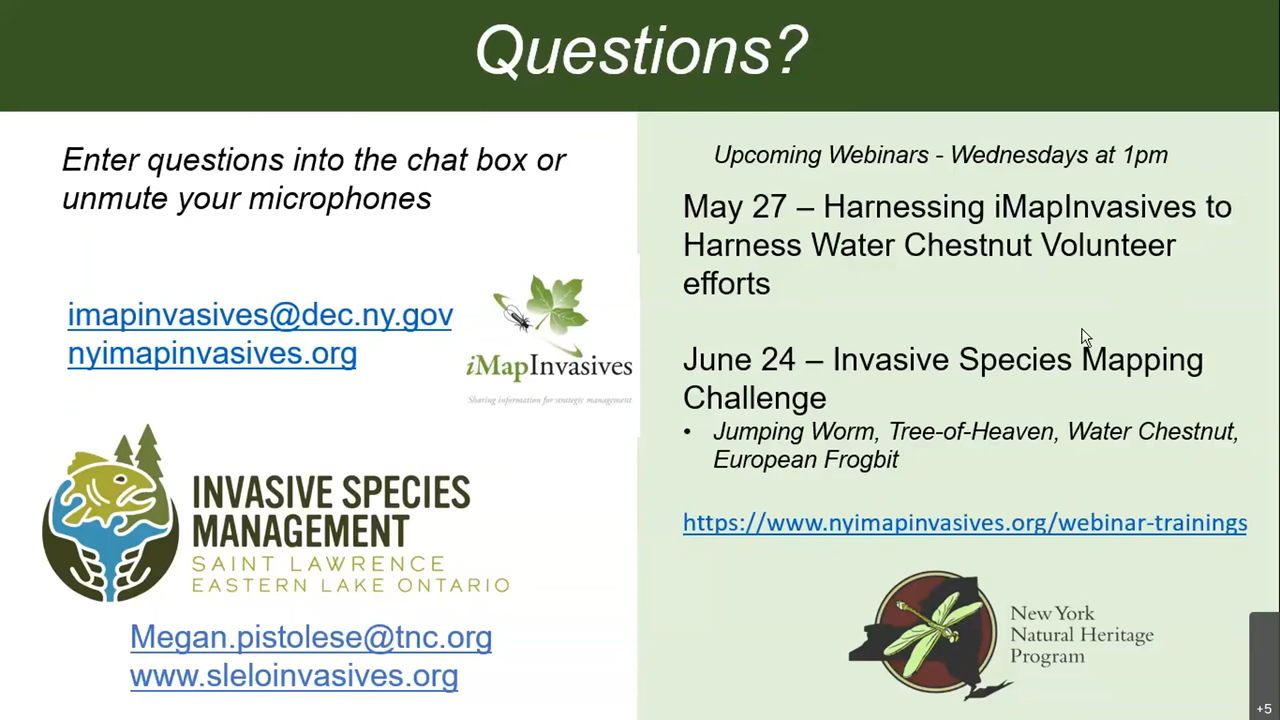 Questions?
Enter questions into the chat box or
unmute your microphones
imapinvasives@dec.ny.gov
nyimapinvasives.org
iMapInvasives
Sharing information for strategic management
INVASIVE SPECIES
MANAGEMENT
SAINT LAWRENCE
EASTERN LAKE ONTARIO
Megan.pistolese@tnc.org
www.sleloinvasives.org
Upcoming Webinars - Wednesdays at 1pm
May 27 – Harnessing iMapInvasives to
Harness Water Chestnut Volunteer
efforts
June 24 – Invasive Species Mapping
Challenge
• Jumping Worm, Tree-of-Heaven, Water Chestnut,
European Frogbit
https://www.nyimapinvasives.org/webinar-trainings
New York
Natural Heritage
Program
+5